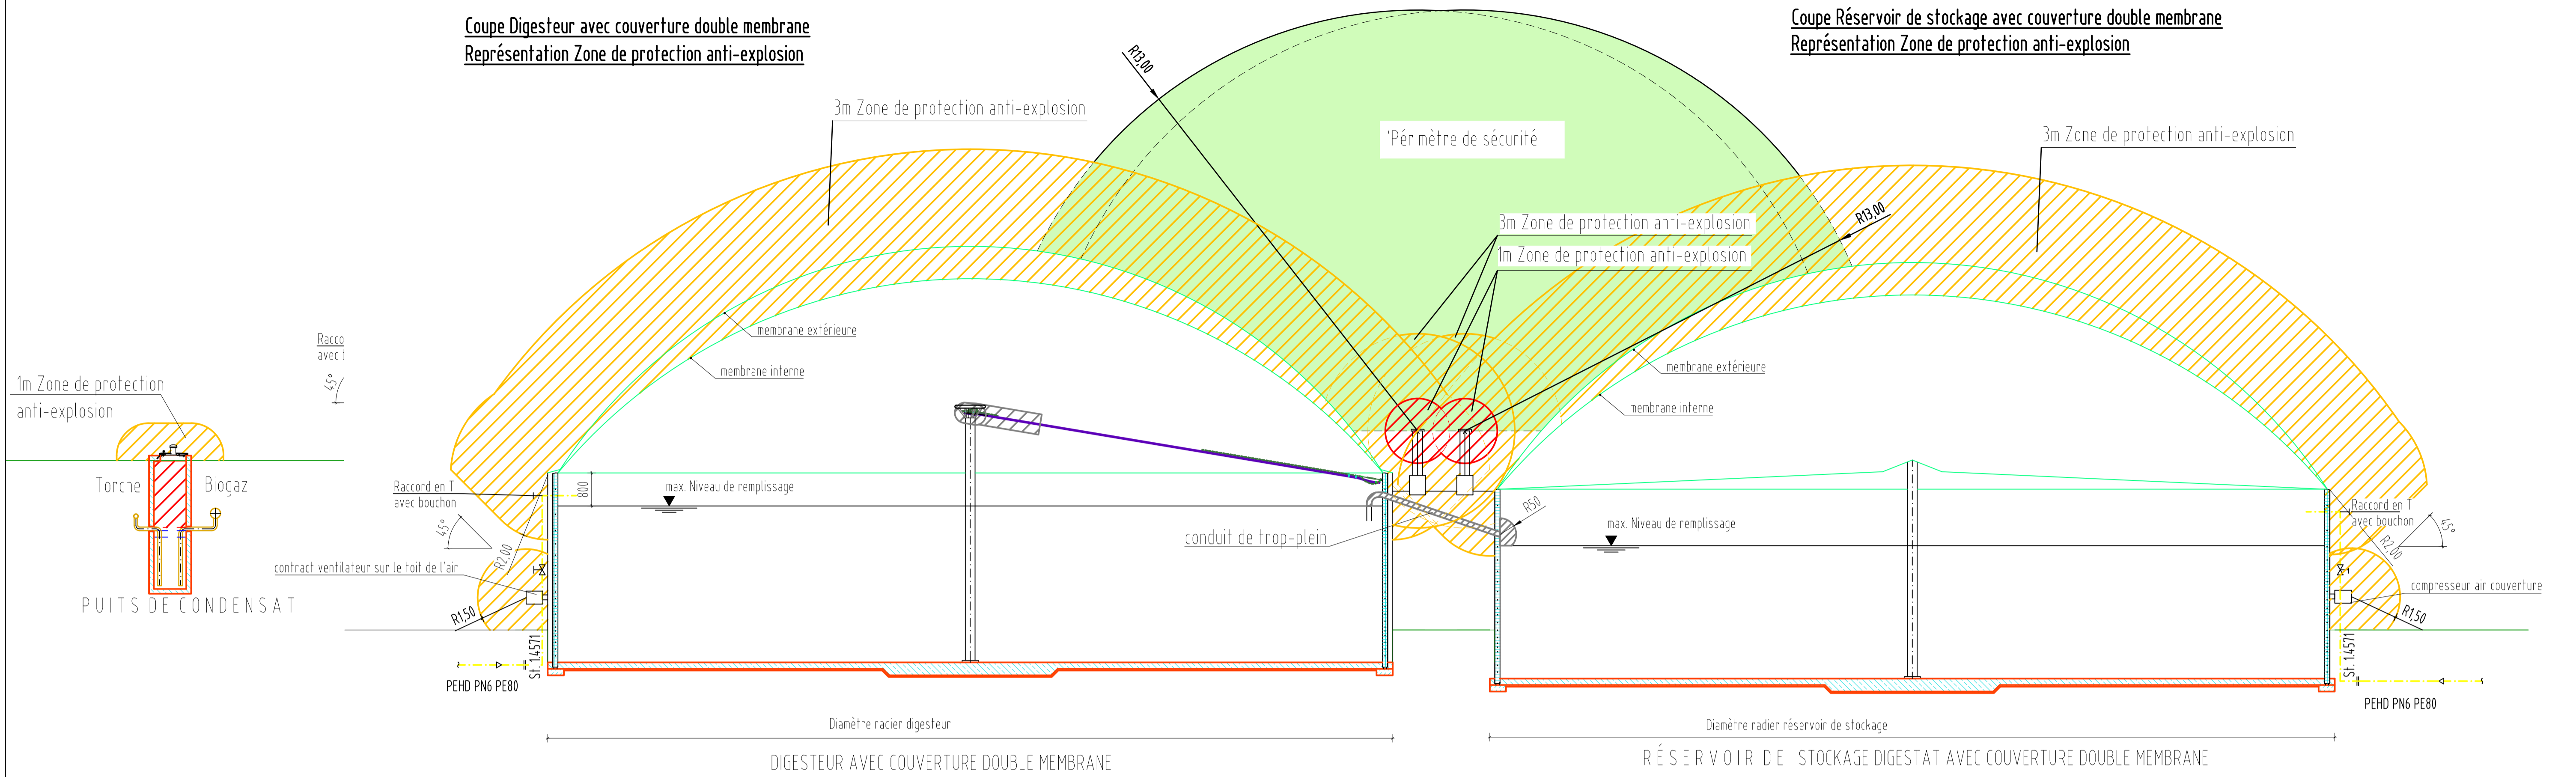 Coupe Digesteur avec couverture double membrane
Représentation Zone de protection anti-explosion
Coupe Réservoir de stockage avec couverture double membrane
Représentation Zone de protection anti-explosion
R13,00
3m Zone de protection anti-explosion
'Périmètre de sécurité
3m Zone de protection anti-explosion
3m Zone de protection anti-explosion
1m Zone de protection anti-explosion
R13,00
membrane extérieure
membrane interne
membrane extérieure
membrane interne
Racco
avec
45°
1m Zone de protection
anti-explosion
Torche
Biogaz
PUITS DE CONDENSAT
Raccord en T
avec bouchon
45°
R2,00
800
max. Niveau de remplissage
contract ventilateur sur le toit de l'air
R1,50
St. 1.4571
PEHD PN6 PE80
conduit de trop-plein
R50
max. Niveau de remplissage
Raccord en T
avec bouchon
45°
R2,00
compresseur air couverture
R1,50
St. 1.4571
PEHD PN6 PE80
Diamètre radier digesteur
DIGESTEUR AVEC COUVERTURE DOUBLE MEMBRANE
Diamètre radier réservoir de stockage
RÉSERVOIR DE STOCKAGE DIGESTAT AVEC COUVERTURE DOUBLE MEMBRANE